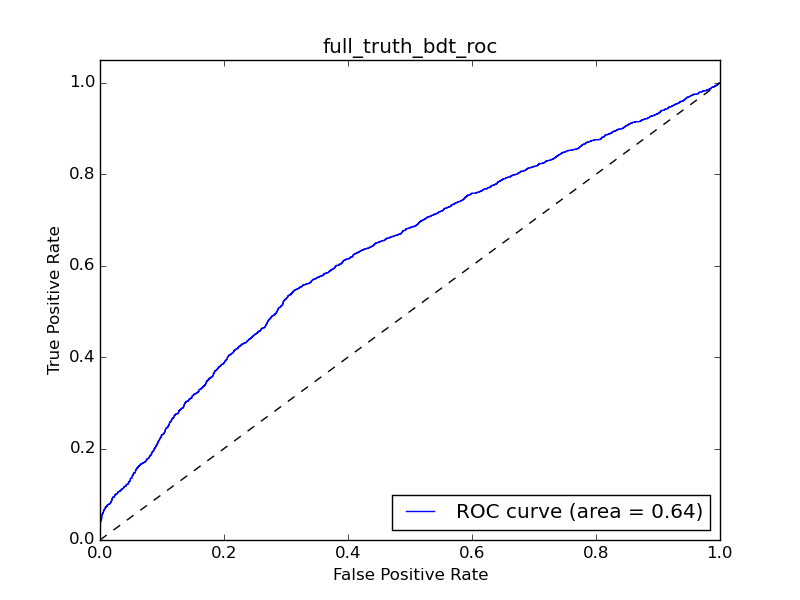 full_truth_bdt_roc
1.0
0.8
0.6
0.4
0.2
0.0
True Positive Rate
ROC curve (area = 0.64)
0.0 0.2 0.4 0.6 0.8 1.0
False Positive Rate